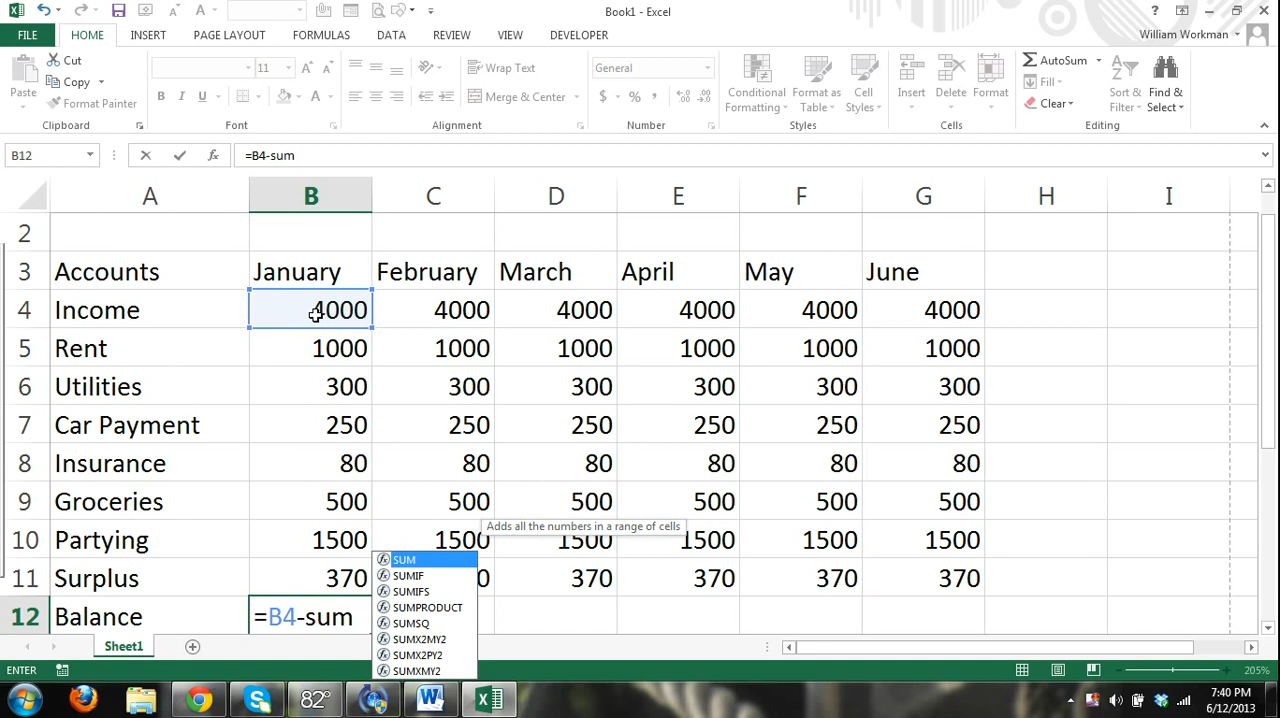 Book1 - Excel
FILE HOME INSERT PAGE LAYOUT FORMULAS DATA REVIEW VIEW DEVELOPER William Workman
Paste Cut Copy Format Painter Clipboard
B I U 11 A A A Font
Wrap Text Merge & Center Alignment
General $ % , Number
Conditional Formatting Format as Table Cell Styles Styles
Insert Delete Format Cells
AutoSum Fill Clear Sort & Filter Find & Select Editing
B12 fx =B4-sum
A B C D E F G H I
2
3 Accounts January February March April May June
4 Income 4000 4000 4000 4000 4000 4000
5 Rent 1000 1000 1000 1000 1000 1000
6 Utilities 300 300 300 300 300 300
7 Car Payment 250 250 250 250 250 250
8 Insurance 80 80 80 80 80 80
9 Groceries 500 500 500 500 500 500
Adds all the numbers in a range of cells
10 Partying 1500 1500 1500 1500 1500 1500
11 Surplus 370 0 370 370 370 370
12 Balance =B4-sum
SUM
SUMIF
SUMIFS
SUMPRODUCT
SUMSQ
SUMX2MY2
SUMX2PY2
SUMXMY2
Sheet1
ENTER 205%
82° 7:40 PM
6/12/2013